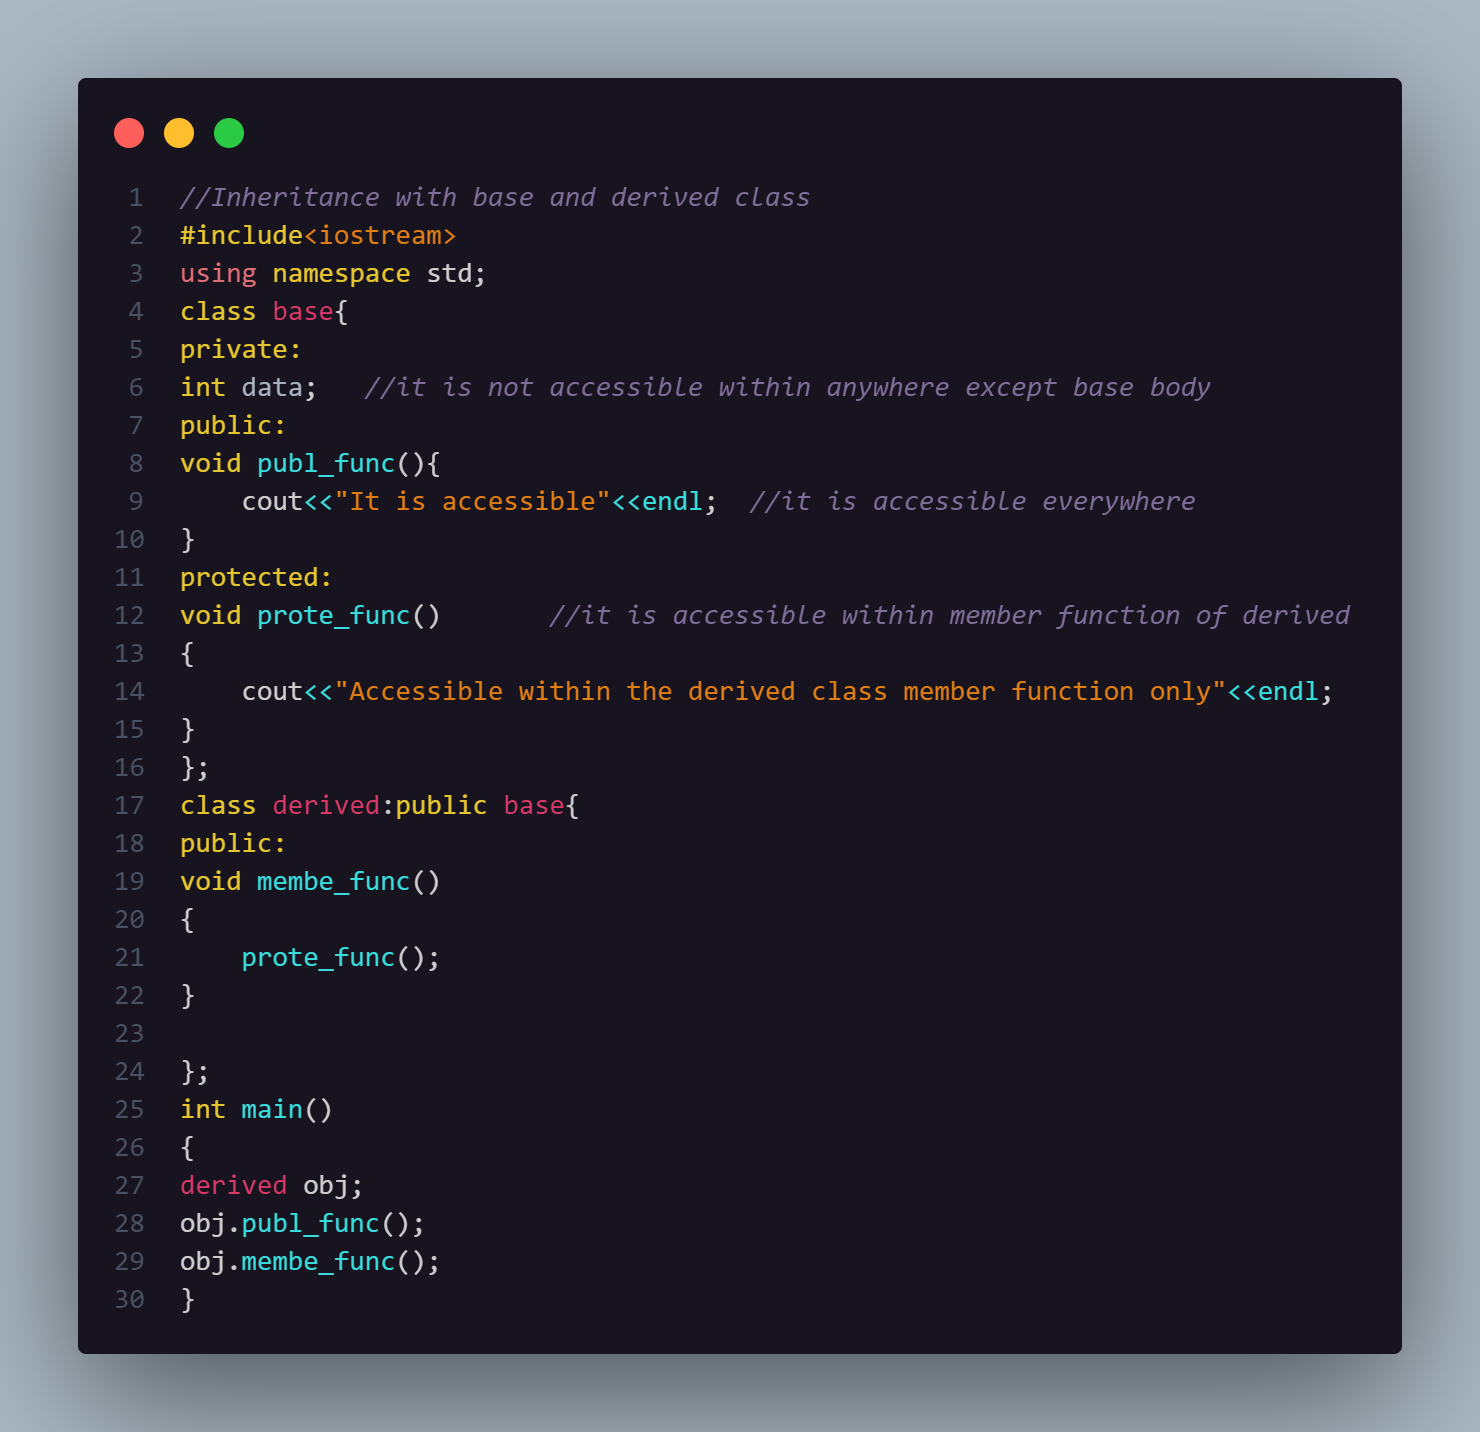 1 //Inheritance with base and derived class
2 #include<iostream>
3 using namespace std;
4 class base{
5 private:
6 int data;   //it is not accessible within anywhere except base body
7 public:
8 void publ_func(){
9     cout<<"It is accessible"<<endl;  //it is accessible everywhere
10 }
11 protected:
12 void prote_func()       //it is accessible within member function of derived
13 {
14     cout<<"Accessible within the derived class member function only"<<endl;
15 }
16 };
17 class derived:public base{
18 public:
19 void membe_func()
20 {
21     prote_func();
22 }
23
24 };
25 int main()
26 {
27 derived obj;
28 obj.publ_func();
29 obj.membe_func();
30 }